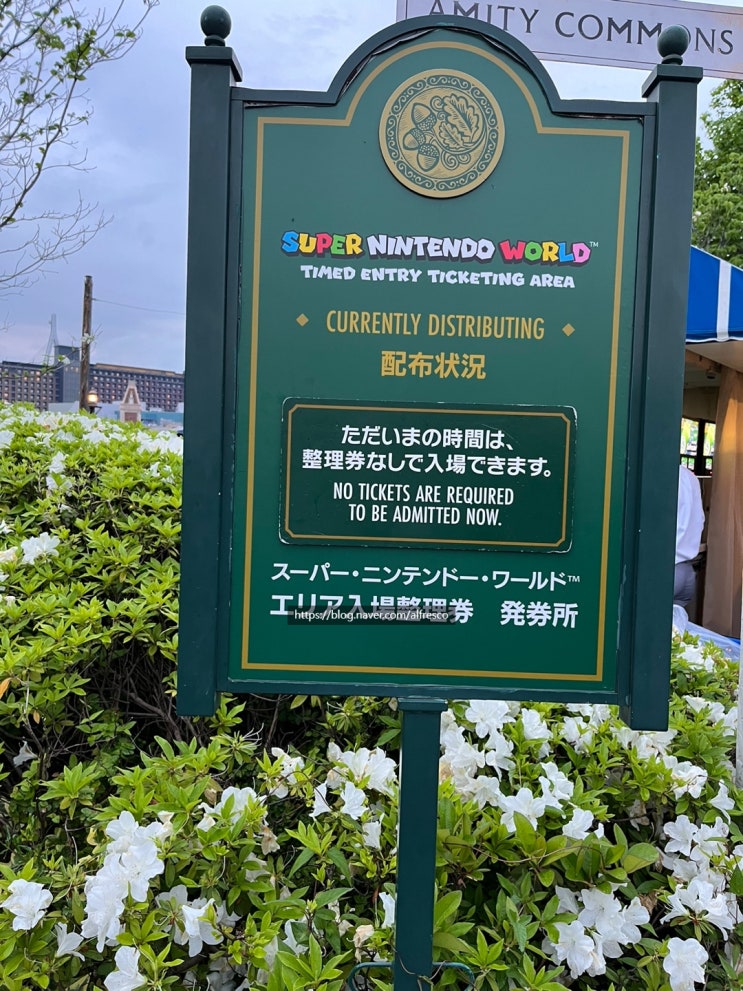 AMITY COMMONS
SUPER NINTENDO WORLD™
TIMED ENTRY TICKETING AREA
CURRENTLY DISTRIBUTING
配布状況
ただいまの時間は、
整理券なしで入場できます。
NO TICKETS ARE REQUIRED
TO BE ADMITTED NOW.
スーパー・ニンテンドー・ワールド™
エリア入場整理券 発券所
https://blog.naver.com/alfresco